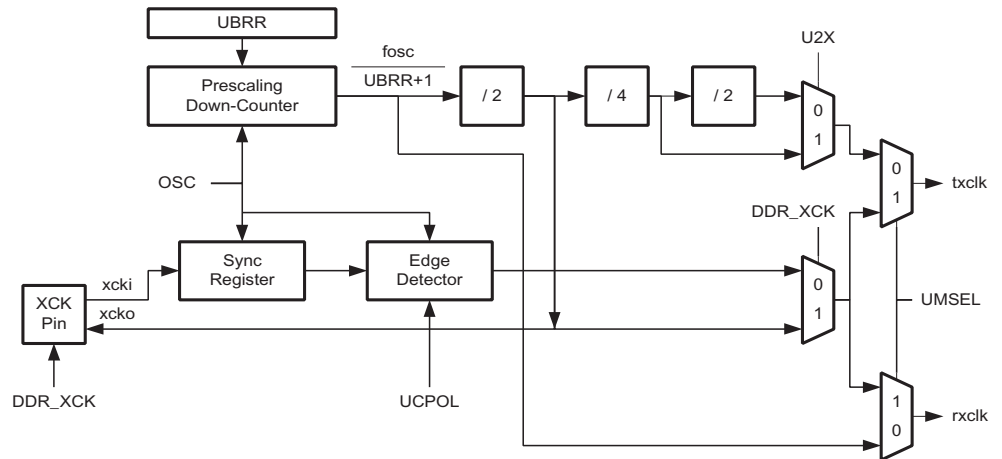 UBRR
fosc
U2X
Prescaling
Down-Counter
UBRR+1
/ 2
/ 4
/ 2
0
1
OSC
0
1
txclk
DDR_XCK
Sync
Register
Edge
Detector
xcki
0
1
XCK
Pin
xcko
UMSEL
DDR_XCK
UCPOL
1
0
rxclk